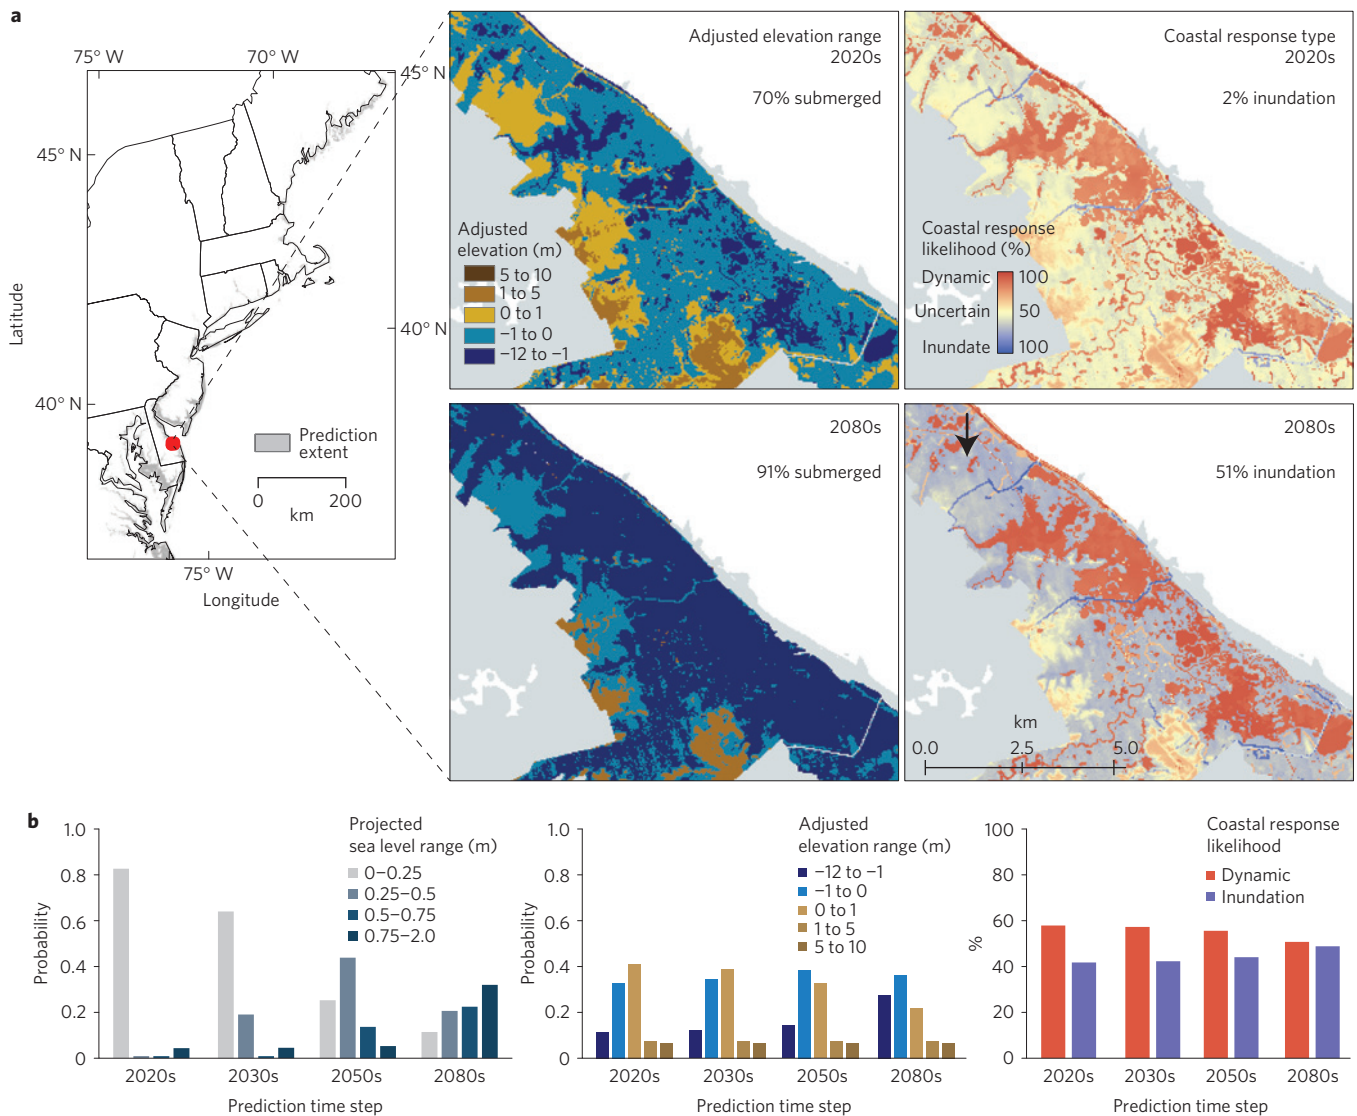 a
75° W
70° W
45° N
40° N
Latitude
45° N
40° N
Prediction
extent
0
200
km
75° W
Longitude
Adjusted elevation range
2020s
70% submerged
Adjusted
elevation (m)
5 to 10
1 to 5
0 to 1
−1 to 0
−12 to −1
Coastal response type
2020s
2% inundation
Coastal response
likelihood (%)
Dynamic
100
Uncertain
50
Inundate
100
2080s
91% submerged
2080s
51% inundation
km
0.0
2.5
5.0
b
1.0
0.8
0.6
0.4
0.2
0
Probability
Projected
sea level range (m)
0−0.25
0.25−0.5
0.5−0.75
0.75−2.0
2020s
2030s
2050s
2080s
Prediction time step
1.0
0.8
0.6
0.4
0.2
0
Probability
Adjusted
elevation range (m)
−12 to −1
−1 to 0
0 to 1
1 to 5
5 to 10
2020s
2030s
2050s
2080s
Prediction time step
100
80
60
40
20
0
%
Coastal response
likelihood
Dynamic
Inundation
2020s
2030s
2050s
2080s
Prediction time step